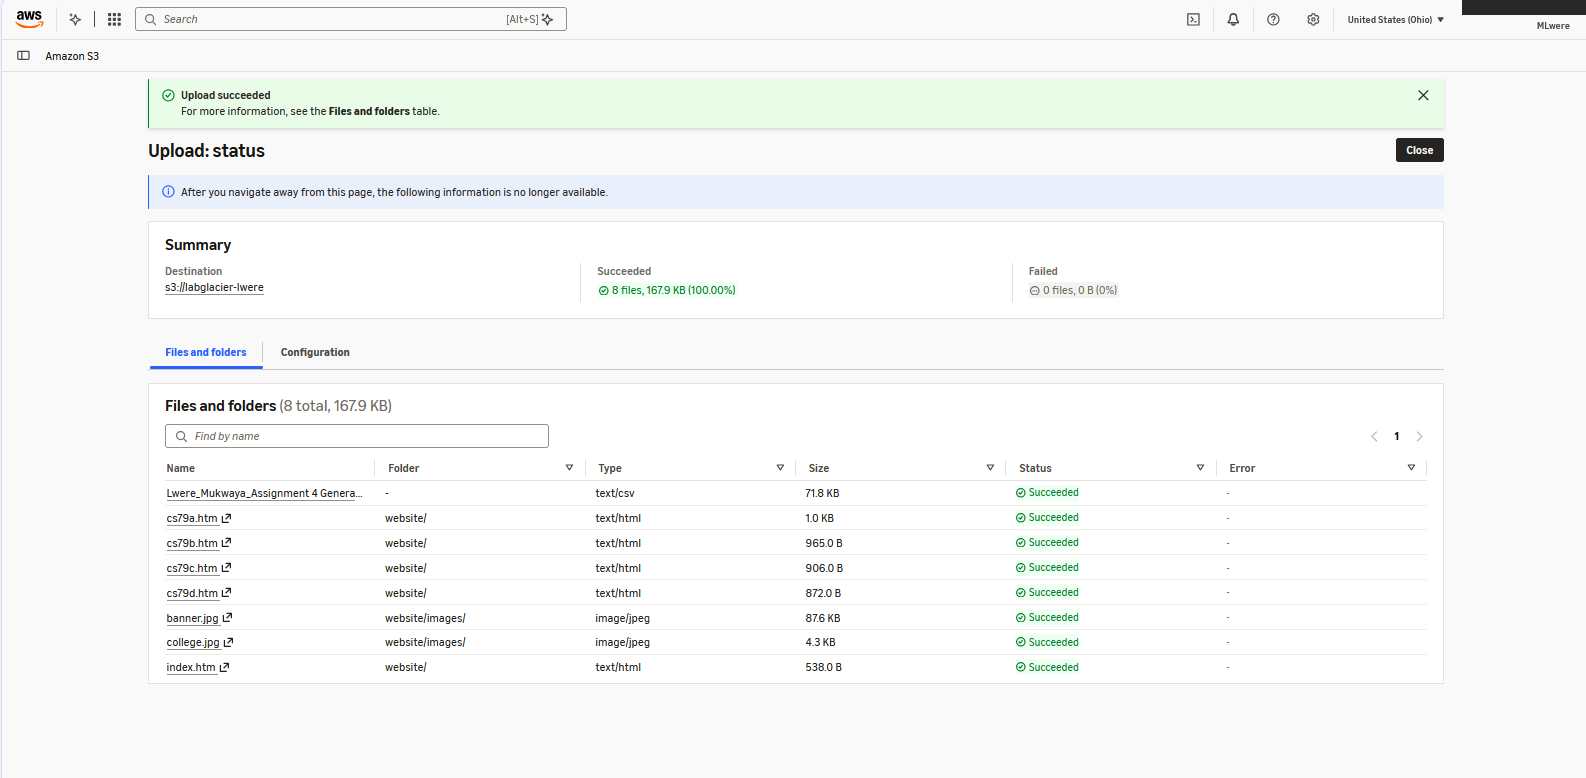 aws
Search [Alt+S]
United States (Ohio)
MLwere
Amazon S3
Upload succeeded
For more information, see the Files and folders table.
Upload: status
Close
After you navigate away from this page, the following information is no longer available.
Summary
Destination
s3://labglacier-lwere
Succeeded
8 files, 167.9 KB (100.00%)
Failed
0 files, 0 B (0%)
Files and folders
Configuration
Files and folders (8 total, 167.9 KB)
Find by name
1
Name Folder Type Size Status Error
Lwere_Mukwaya_Assignment 4 Genera... - text/csv 71.8 KB Succeeded -
cs79a.htm website/ text/html 1.0 KB Succeeded -
cs79b.htm website/ text/html 965.0 B Succeeded -
cs79c.htm website/ text/html 906.0 B Succeeded -
cs79d.htm website/ text/html 872.0 B Succeeded -
banner.jpg website/images/ image/jpeg 87.6 KB Succeeded -
college.jpg website/images/ image/jpeg 4.3 KB Succeeded -
index.htm website/ text/html 538.0 B Succeeded -